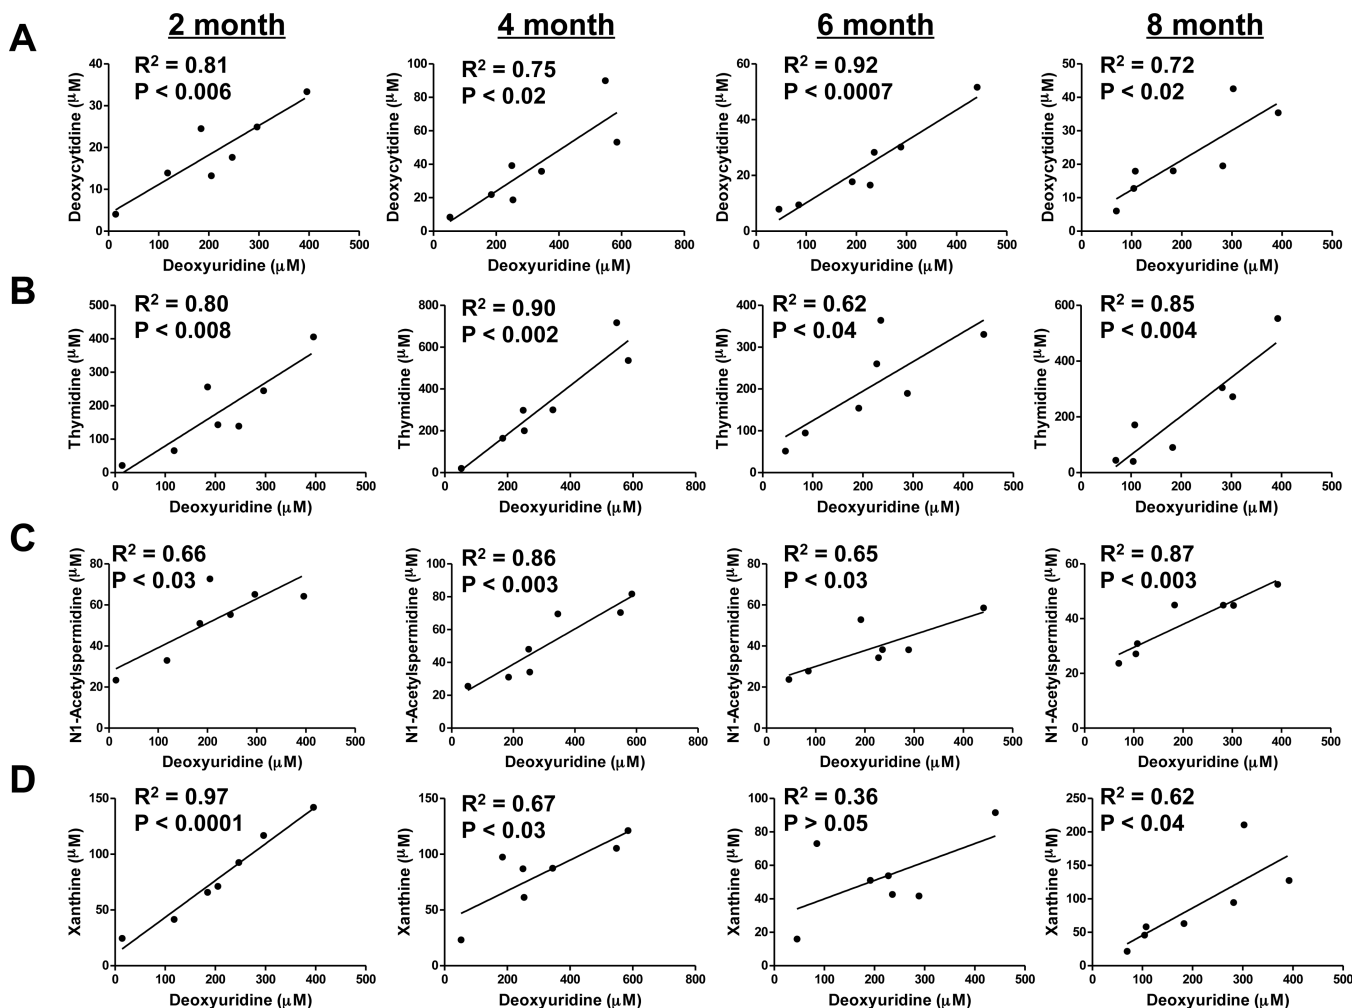 A
2 month
4 month
6 month
8 month
R² = 0.81
P < 0.006
Deoxycytidine (µM)
40
30
20
10
0
0 100 200 300 400 500
Deoxyuridine (µM)
R² = 0.75
P < 0.02
Deoxycytidine (µM)
100
80
60
40
20
0
0 200 400 600 800
Deoxyuridine (µM)
R² = 0.92
P < 0.0007
Deoxycytidine (µM)
60
40
20
0
0 100 200 300 400 500
Deoxyuridine (µM)
R² = 0.72
P < 0.02
Deoxycytidine (µM)
50
40
30
20
10
0
0 100 200 300 400 500
Deoxyuridine (µM)
B
R² = 0.80
P < 0.008
Thymidine (µM)
500
400
300
200
100
0
0 100 200 300 400 500
Deoxyuridine (µM)
R² = 0.90
P < 0.002
Thymidine (µM)
800
600
400
200
0
0 200 400 600 800
Deoxyuridine (µM)
R² = 0.62
P < 0.04
Thymidine (µM)
400
300
200
100
0
0 100 200 300 400 500
Deoxyuridine (µM)
R² = 0.85
P < 0.004
Thymidine (µM)
600
400
200
0
0 100 200 300 400 500
Deoxyuridine (µM)
C
R² = 0.66
P < 0.03
N1-Acetylspermidine (µM)
80
60
40
20
0
0 100 200 300 400 500
Deoxyuridine (µM)
R² = 0.86
P < 0.003
N1-Acetylspermidine (µM)
100
80
60
40
20
0
0 200 400 600 800
Deoxyuridine (µM)
R² = 0.65
P < 0.03
N1-Acetylspermidine (µM)
80
60
40
20
0
0 100 200 300 400 500
Deoxyuridine (µM)
R² = 0.87
P < 0.003
N1-Acetylspermidine (µM)
60
40
20
0
0 100 200 300 400 500
Deoxyuridine (µM)
D
R² = 0.97
P < 0.0001
Xanthine (µM)
150
100
50
0
0 100 200 300 400 500
Deoxyuridine (µM)
R² = 0.67
P < 0.03
Xanthine (µM)
150
100
50
0
0 200 400 600 800
Deoxyuridine (µM)
R² = 0.36
P > 0.05
Xanthine (µM)
100
80
60
40
20
0
0 100 200 300 400 500
Deoxyuridine (µM)
R² = 0.62
P < 0.04
Xanthine (µM)
250
200
150
100
50
0
0 100 200 300 400 500
Deoxyuridine (µM)